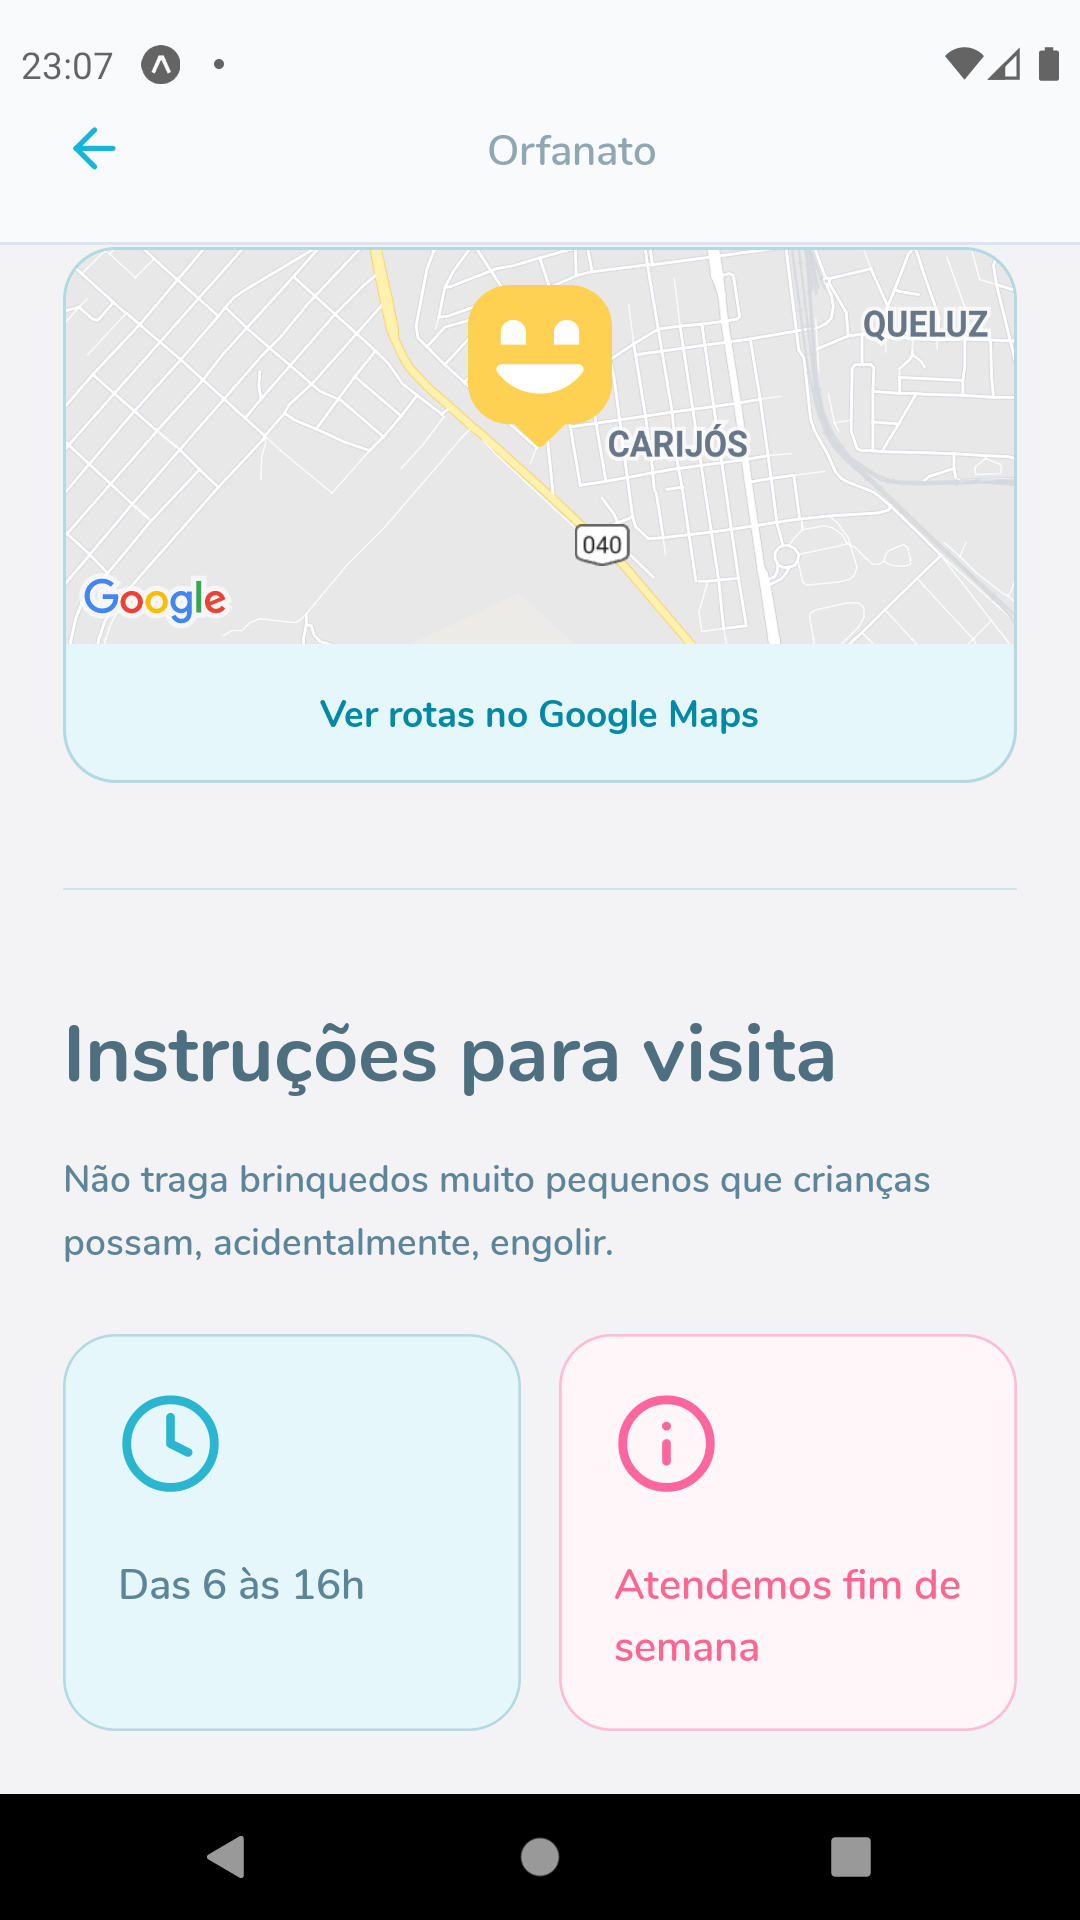 23:07
Orfanato
QUELUZ
CARIJÓS
040
Google
Ver rotas no Google Maps
Instruções para visita
Não traga brinquedos muito pequenos que crianças
possam, acidentalmente, engolir.
Das 6 às 16h
Atendemos fim de
semana